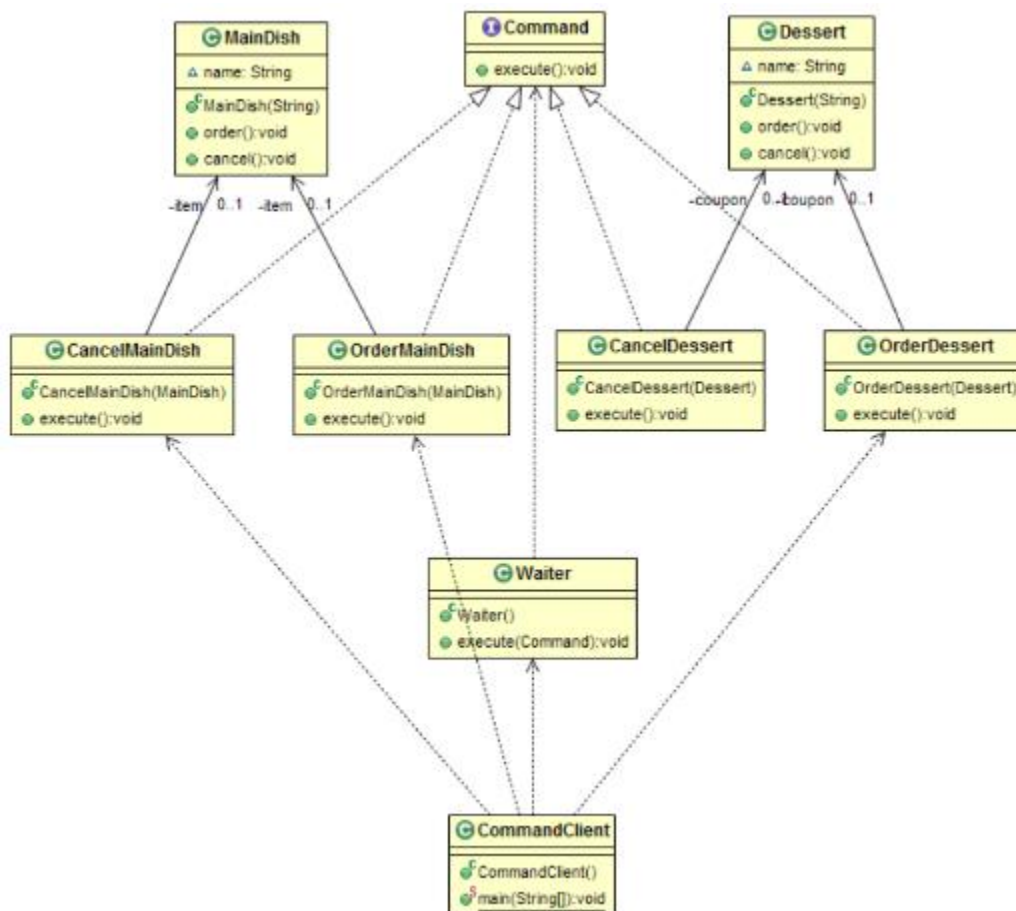 MainDish
name: String
MainDish(String)
order():void
cancel():void
Command
execute():void
Dessert
name: String
Dessert(String)
order():void
cancel():void
-item 0..1
-item 0..1
-coupon 0..1
-coupon 0..1
CancelMainDish
CancelMainDish(MainDish)
execute():void
OrderMainDish
OrderMainDish(MainDish)
execute():void
CancelDessert
CancelDessert(Dessert)
execute():void
OrderDessert
OrderDessert(Dessert)
execute():void
Waiter
Waiter()
execute(Command):void
CommandClient
CommandClient()
main(String[]):void